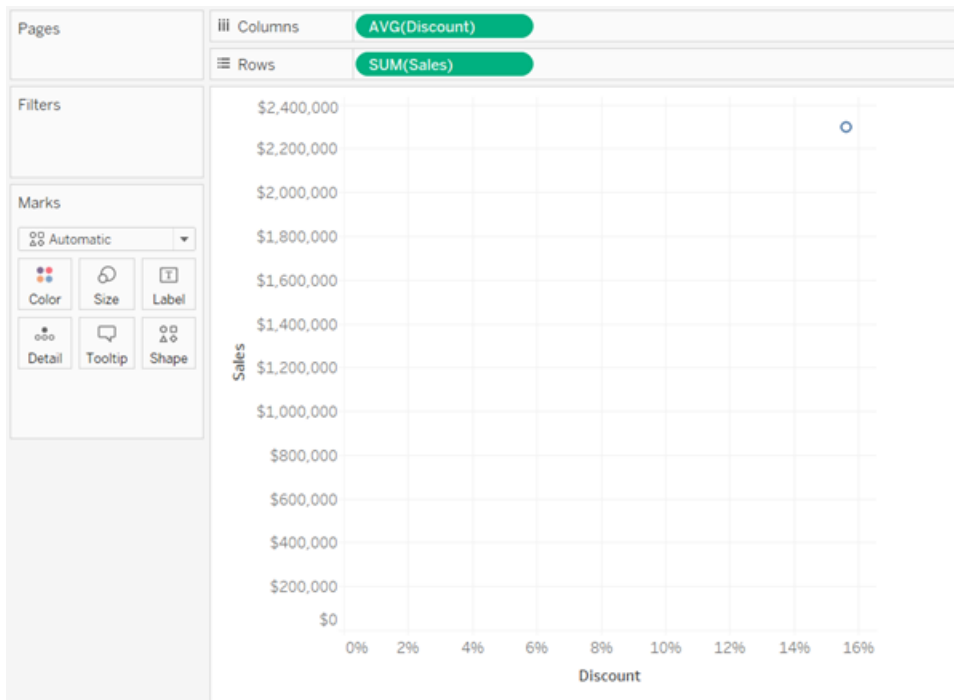 Pages
Columns
AVG(Discount)
Rows
SUM(Sales)
Filters
Marks
Automatic
Color
Size
Label
Detail
Tooltip
Shape
Sales
$2,400,000
$2,200,000
$2,000,000
$1,800,000
$1,600,000
$1,400,000
$1,200,000
$1,000,000
$800,000
$600,000
$400,000
$200,000
$0
0% 2% 4% 6% 8% 10% 12% 14% 16%
Discount